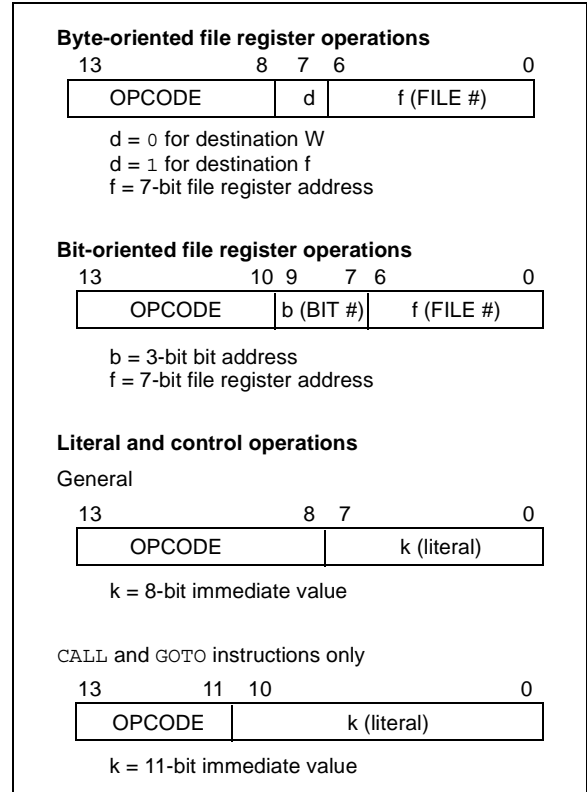 Byte-oriented file register operations
13 8 7 6 0
OPCODE d f (FILE #)
d = 0 for destination W
d = 1 for destination f
f = 7-bit file register address
Bit-oriented file register operations
13 10 9 7 6 0
OPCODE b (BIT #) f (FILE #)
b = 3-bit bit address
f = 7-bit file register address
Literal and control operations
General
13 8 7 0
OPCODE k (literal)
k = 8-bit immediate value
CALL and GOTO instructions only
13 11 10 0
OPCODE k (literal)
k = 11-bit immediate value